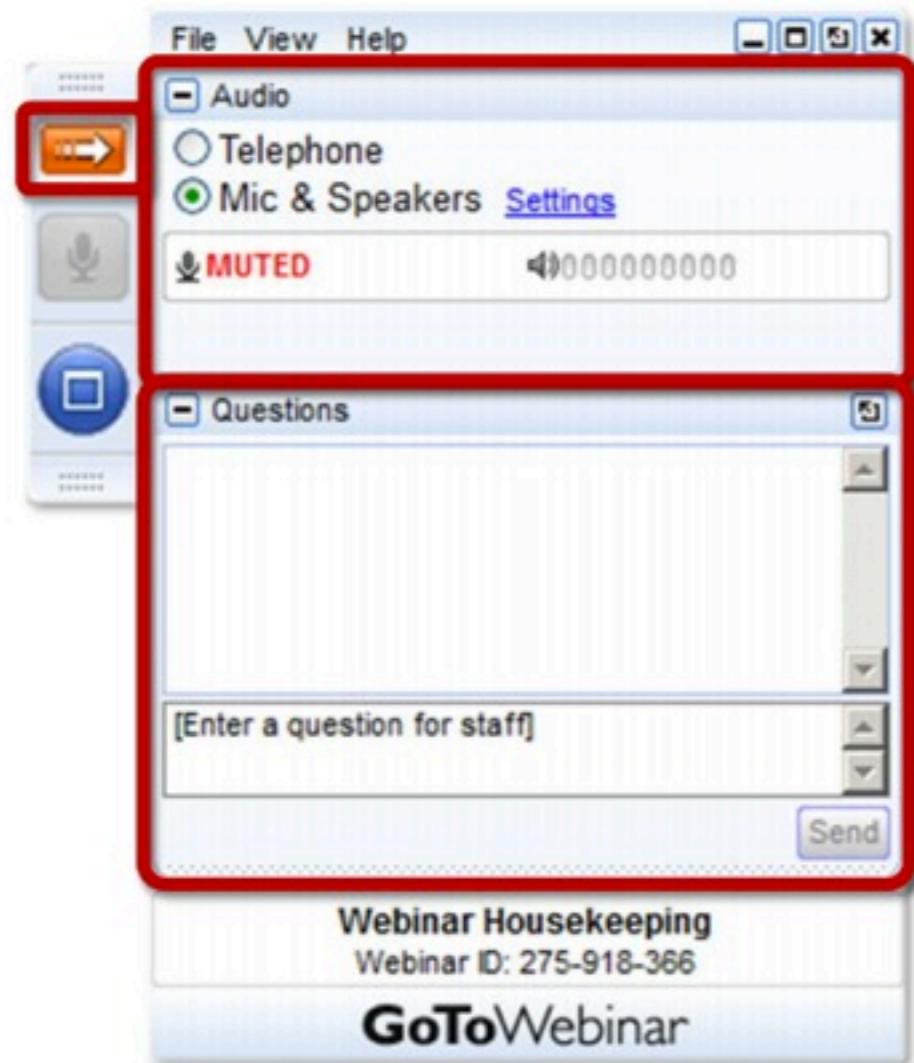 File View Help
Audio
Telephone
Mic & Speakers Settings
MUTED
Questions
[Enter a question for staff]
Send
Webinar Housekeeping
Webinar ID: 275-918-366
GoToWebinar